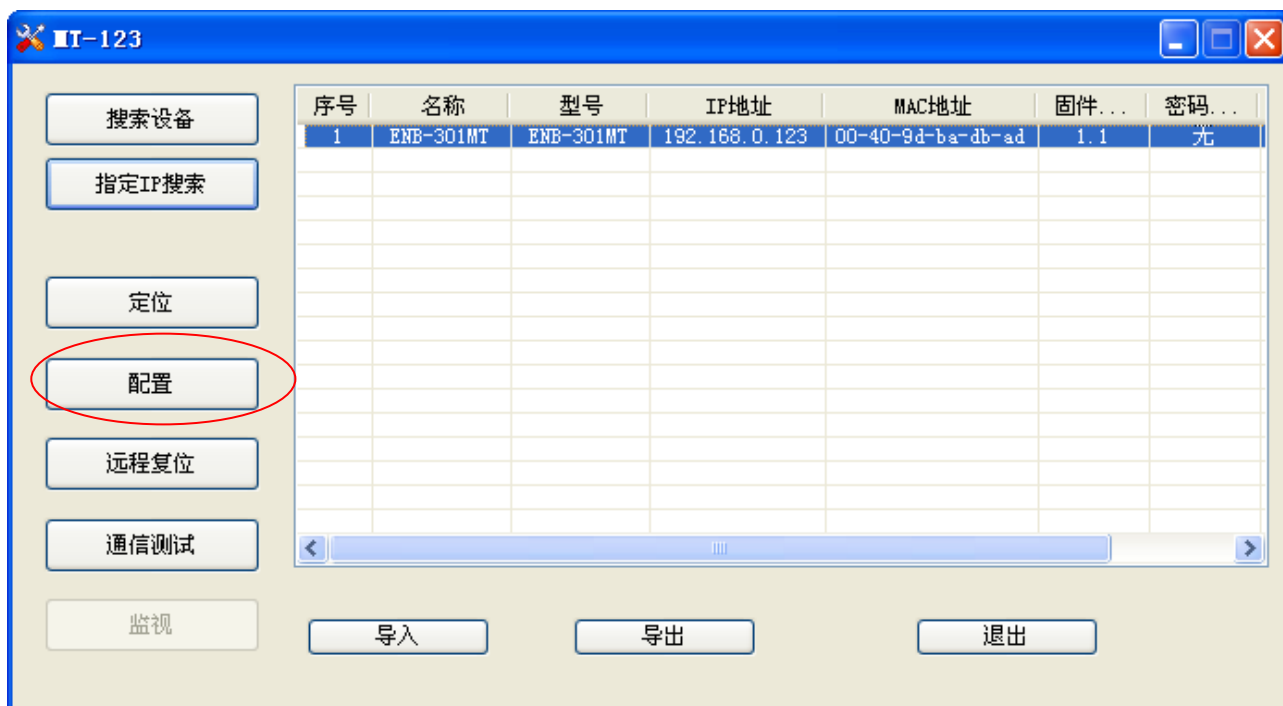 MT-123
搜索设备
指定IP搜索
定位
配置
远程复位
通信测试
监视
序号 名称 型号 IP地址 MAC地址 固件... 密码...
1 ENB-301MT ENB-301MT 192.168.0.123 00-40-9d-ba-db-ad 1.1 无
导入 导出 退出